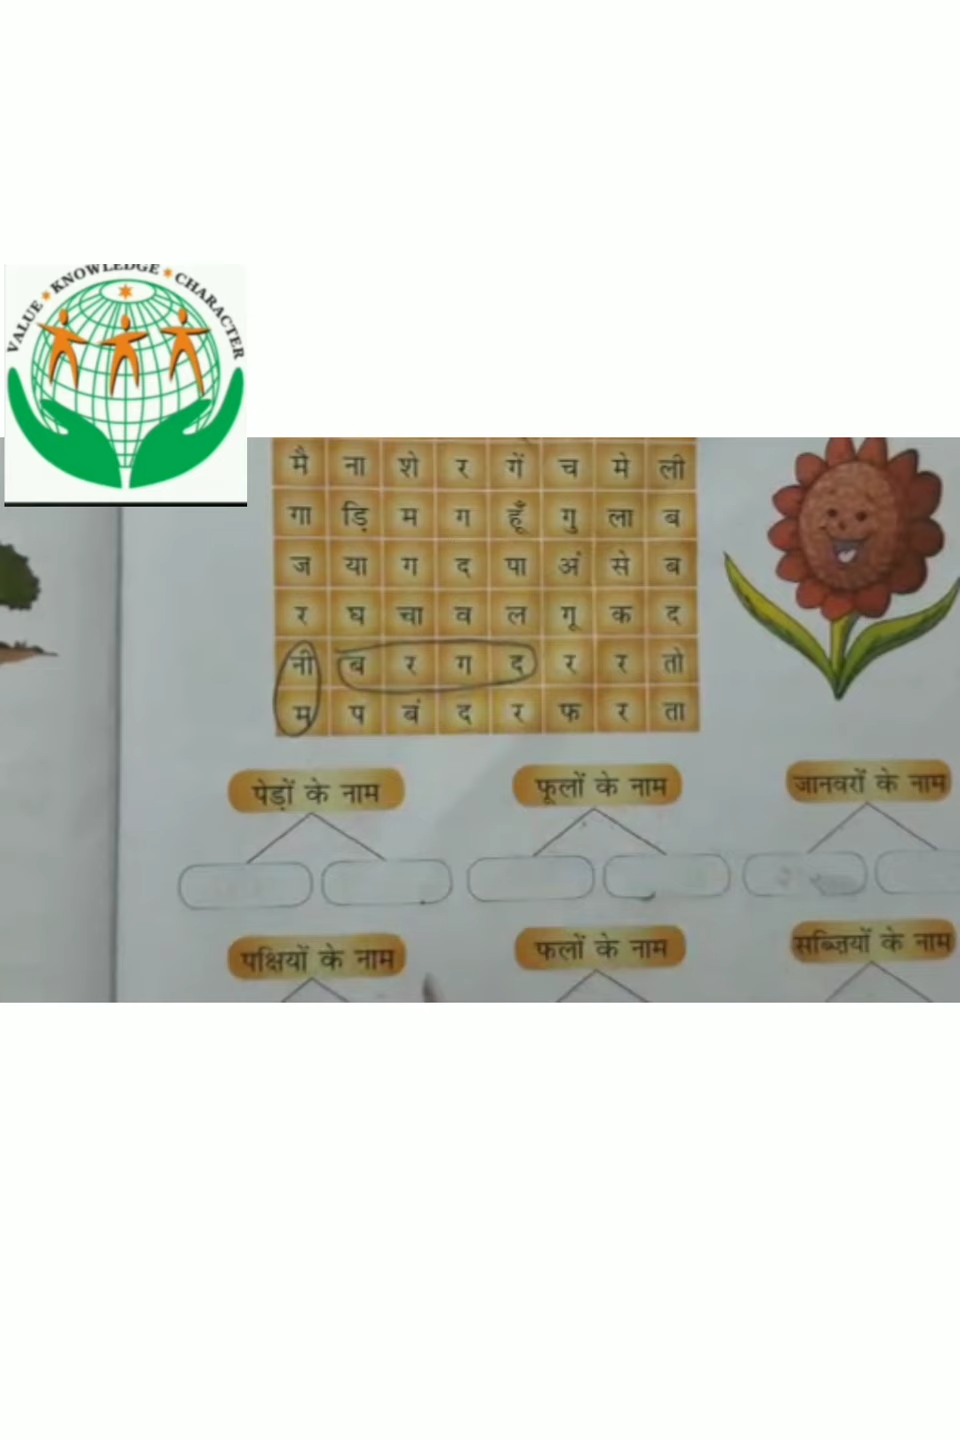 VALUE ★ KNOWLEDGE ★ CHARACTER
मै ना शे र गें च मे ली
गा ड़ि म ग हूँ गु ला ब
ज या ग द पा अं से ब
र घ चा व ल गू क द
नी ब र ग द र र तो
म प बं द र फ र ता
पेड़ों के नाम फूलों के नाम जानवरों के नाम
पक्षियों के नाम फलों के नाम सब्ज़ियों के नाम